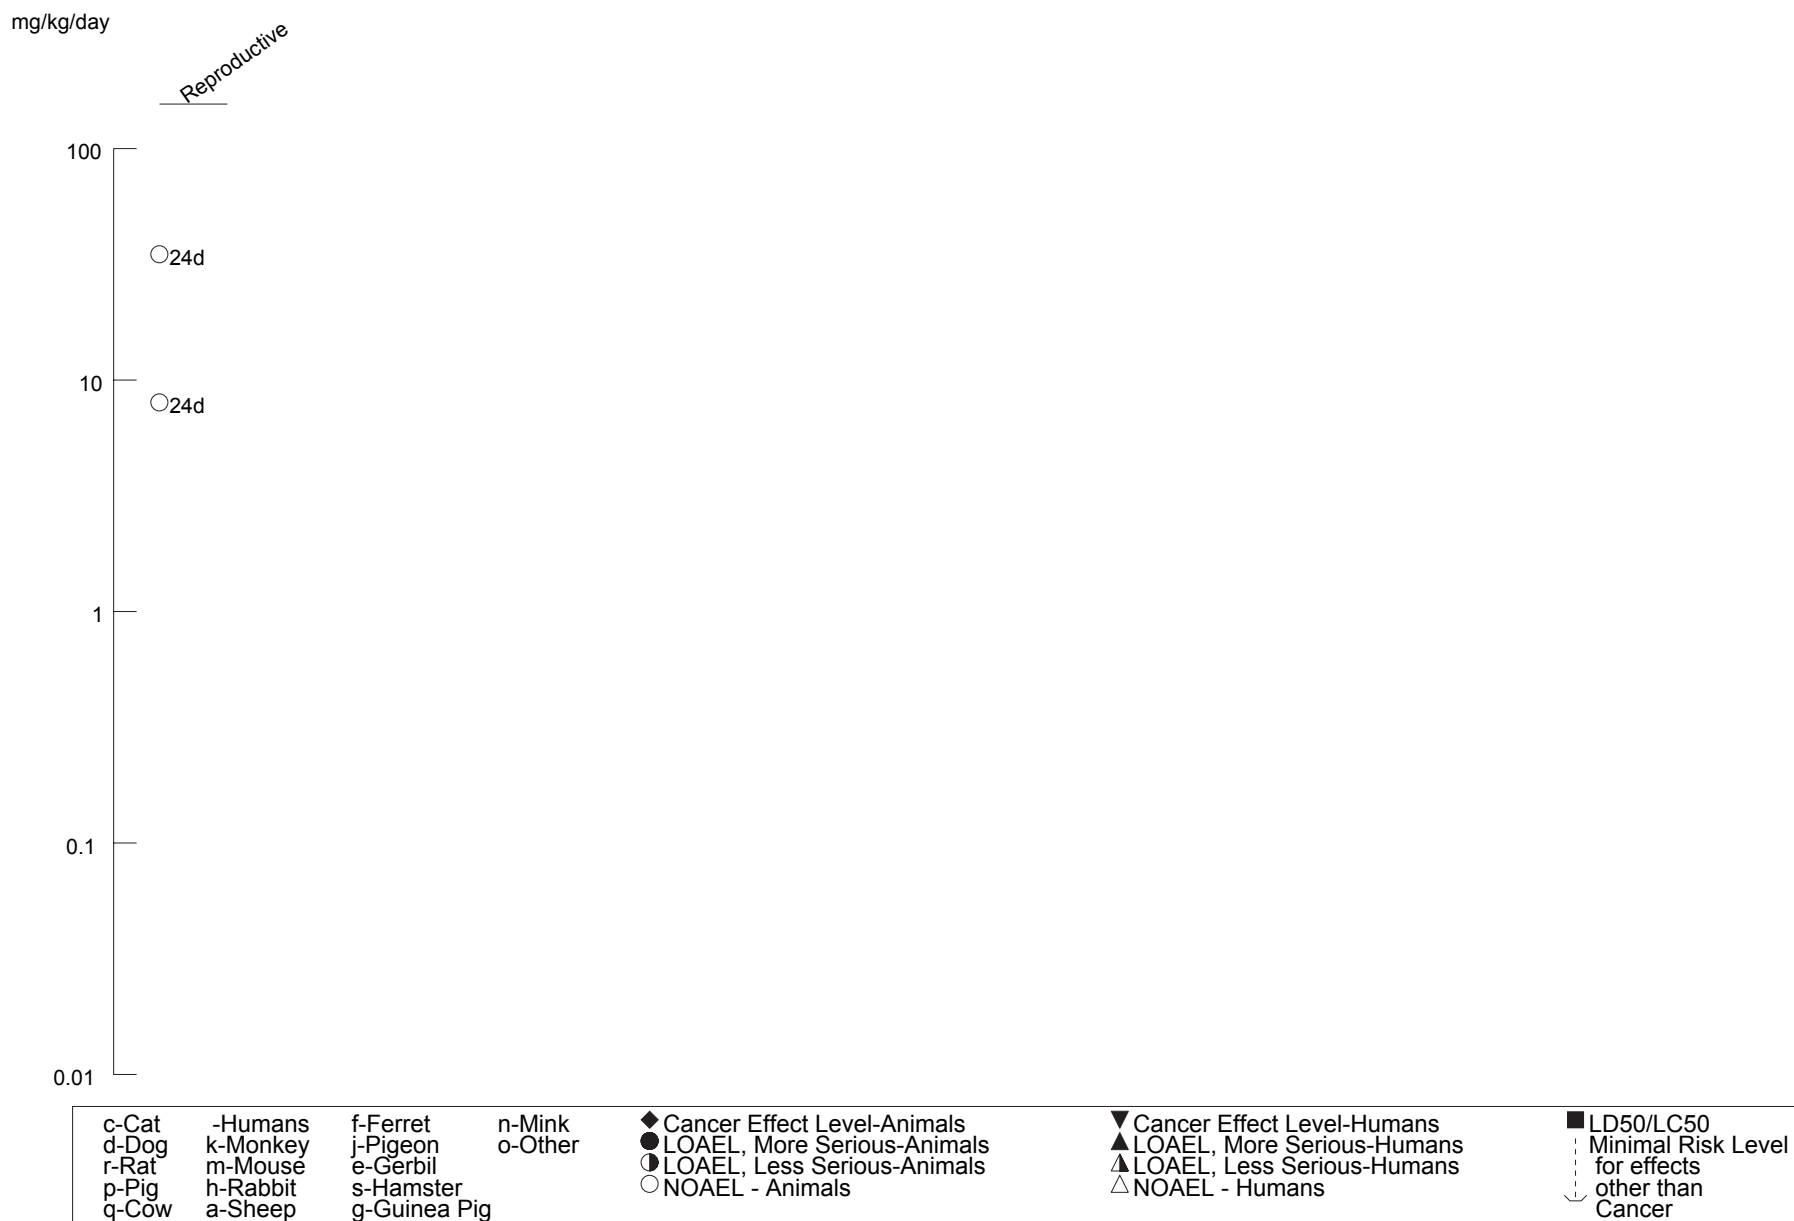 mg/kg/day
Reproductive
100
24d
10
24d
1
0.1
0.01
c-Cat -Humans f-Ferret n-Mink
d-Dog k-Monkey j-Pigeon o-Other
r-Rat m-Mouse e-Gerbil
p-Pig h-Rabbit s-Hamster
q-Cow a-Sheep g-Guinea Pig
Cancer Effect Level-Animals
LOAEL, More Serious-Animals
LOAEL, Less Serious-Animals
NOAEL - Animals
Cancer Effect Level-Humans
LOAEL, More Serious-Humans
LOAEL, Less Serious-Humans
NOAEL - Humans
LD50/LC50
Minimal Risk Level
for effects
other than
Cancer